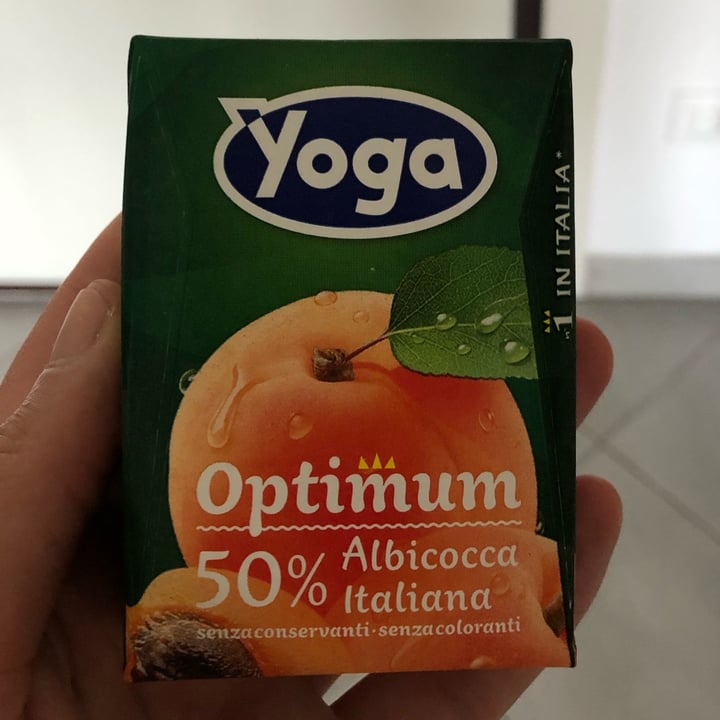 Yoga
n°1 IN ITALIA*
Optimum
50% Albicocca
Italiana
senzaconservanti·senzacoloranti